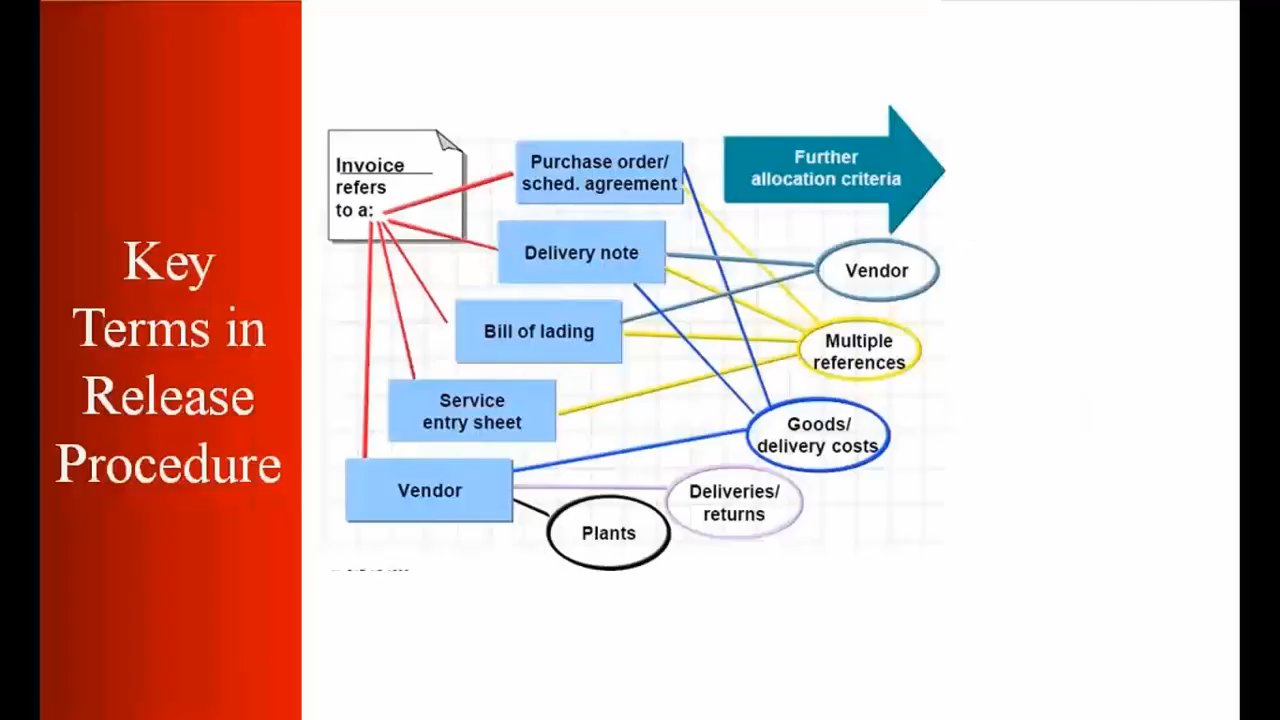 Key
Terms in
Release
Procedure
Invoice
refers
to a:
Purchase order/
sched. agreement
Further
allocation criteria
Delivery note
Vendor
Bill of lading
Multiple
references
Service
entry sheet
Goods/
delivery costs
Vendor
Deliveries/
returns
Plants